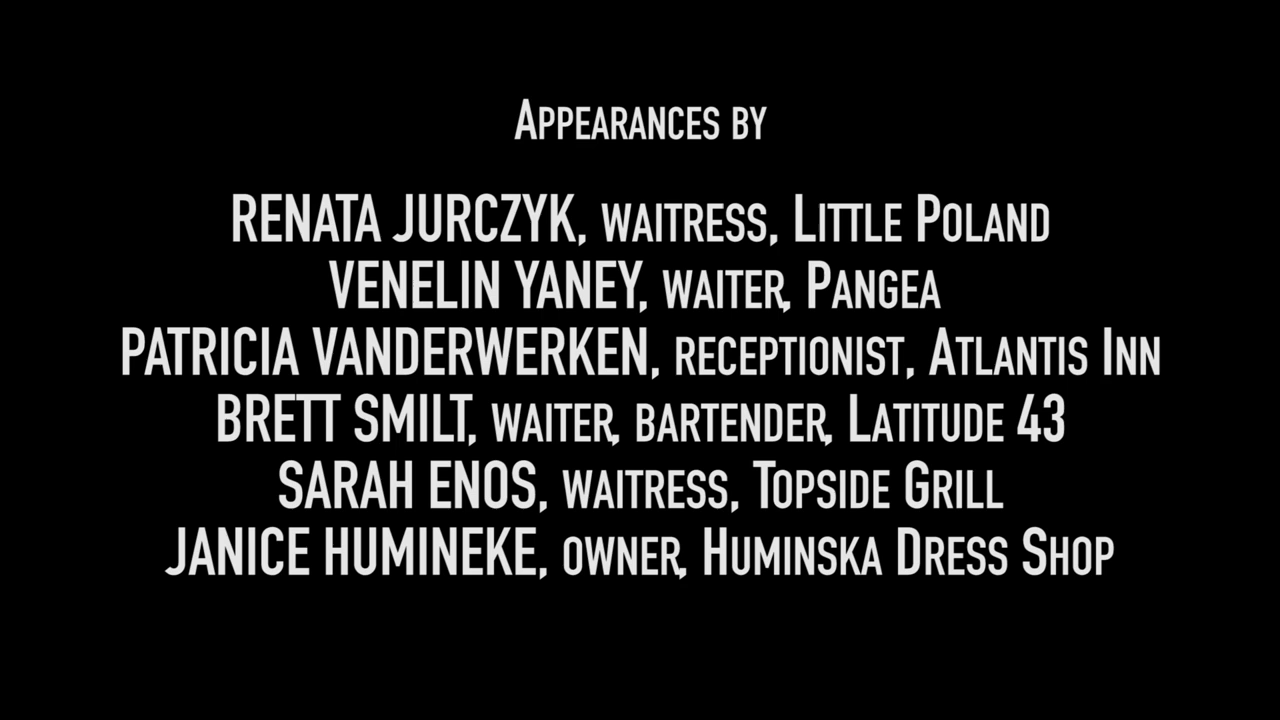 Appearances by
RENATA JURCZYK, waitress, Little Poland
VENELIN YANEY, waiter, Pangea
PATRICIA VANDERWERKEN, receptionist, Atlantis Inn
BRETT SMILT, waiter, bartender, Latitude 43
SARAH ENOS, waitress, Topside Grill
JANICE HUMINEKE, owner, Huminska Dress Shop